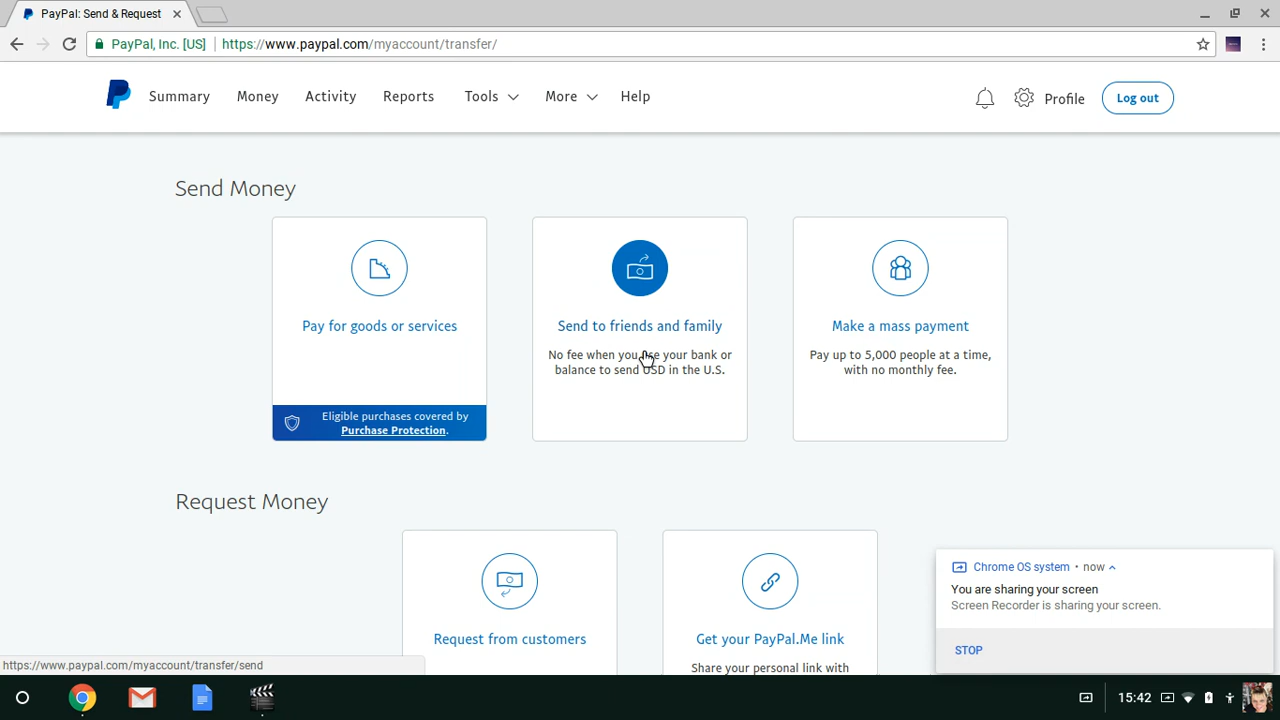 PayPal: Send & Request
PayPal, Inc. [US]
https://www.paypal.com/myaccount/transfer/
Summary Money Activity Reports Tools More Help Profile Log out
Send Money
Pay for goods or services
Eligible purchases covered by
Purchase Protection.
Send to friends and family
No fee when you use your bank or
balance to send USD in the U.S.
Make a mass payment
Pay up to 5,000 people at a time,
with no monthly fee.
Request Money
Request from customers
Get your PayPal.Me link
Share your personal link with
Chrome OS system • now
You are sharing your screen
Screen Recorder is sharing your screen.
STOP
https://www.paypal.com/myaccount/transfer/send
15:42